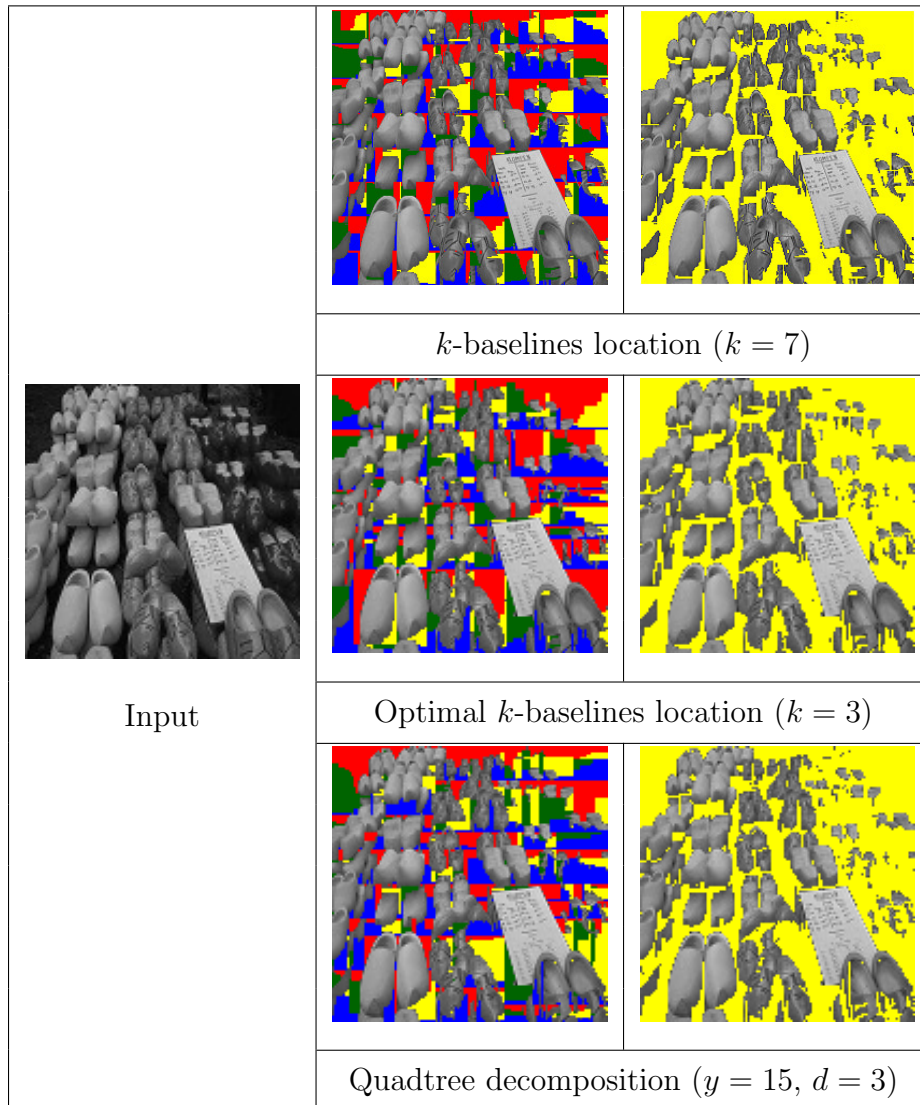 k-baselines location (k = 7)
Input
Optimal k-baselines location (k = 3)
Quadtree decomposition (y = 15, d = 3)